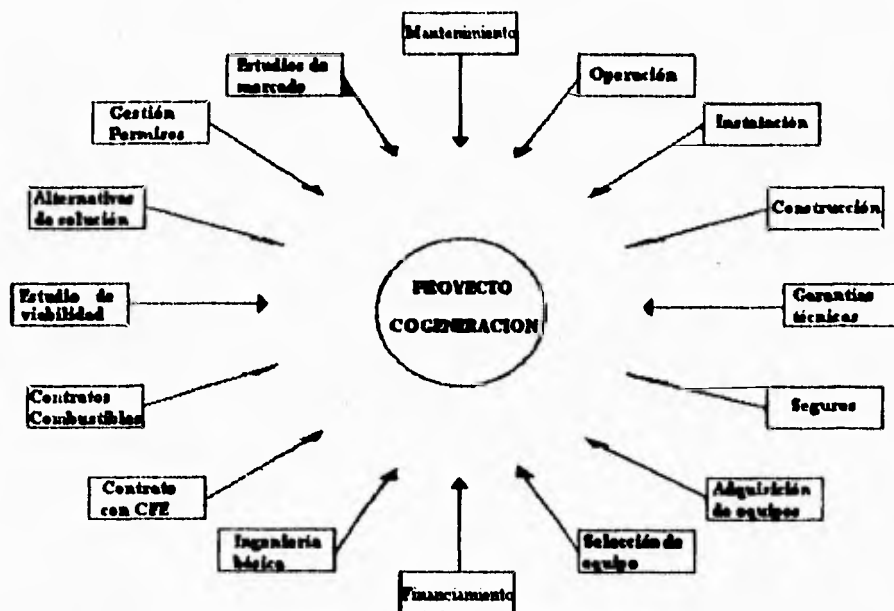 Mantenimiento
Estudios de
mercado
Operación
Gestión
Permisos
Instalación
Alternativas
de solución
Construcción
PROYECTO
COGENERACION
Estudio de
viabilidad
Garantías
técnicas
Contratos
Combustibles
Seguros
Contrato
con CFE
Adquisición
de equipos
Ingeniería
básica
Selección de
equipo
Financiamiento